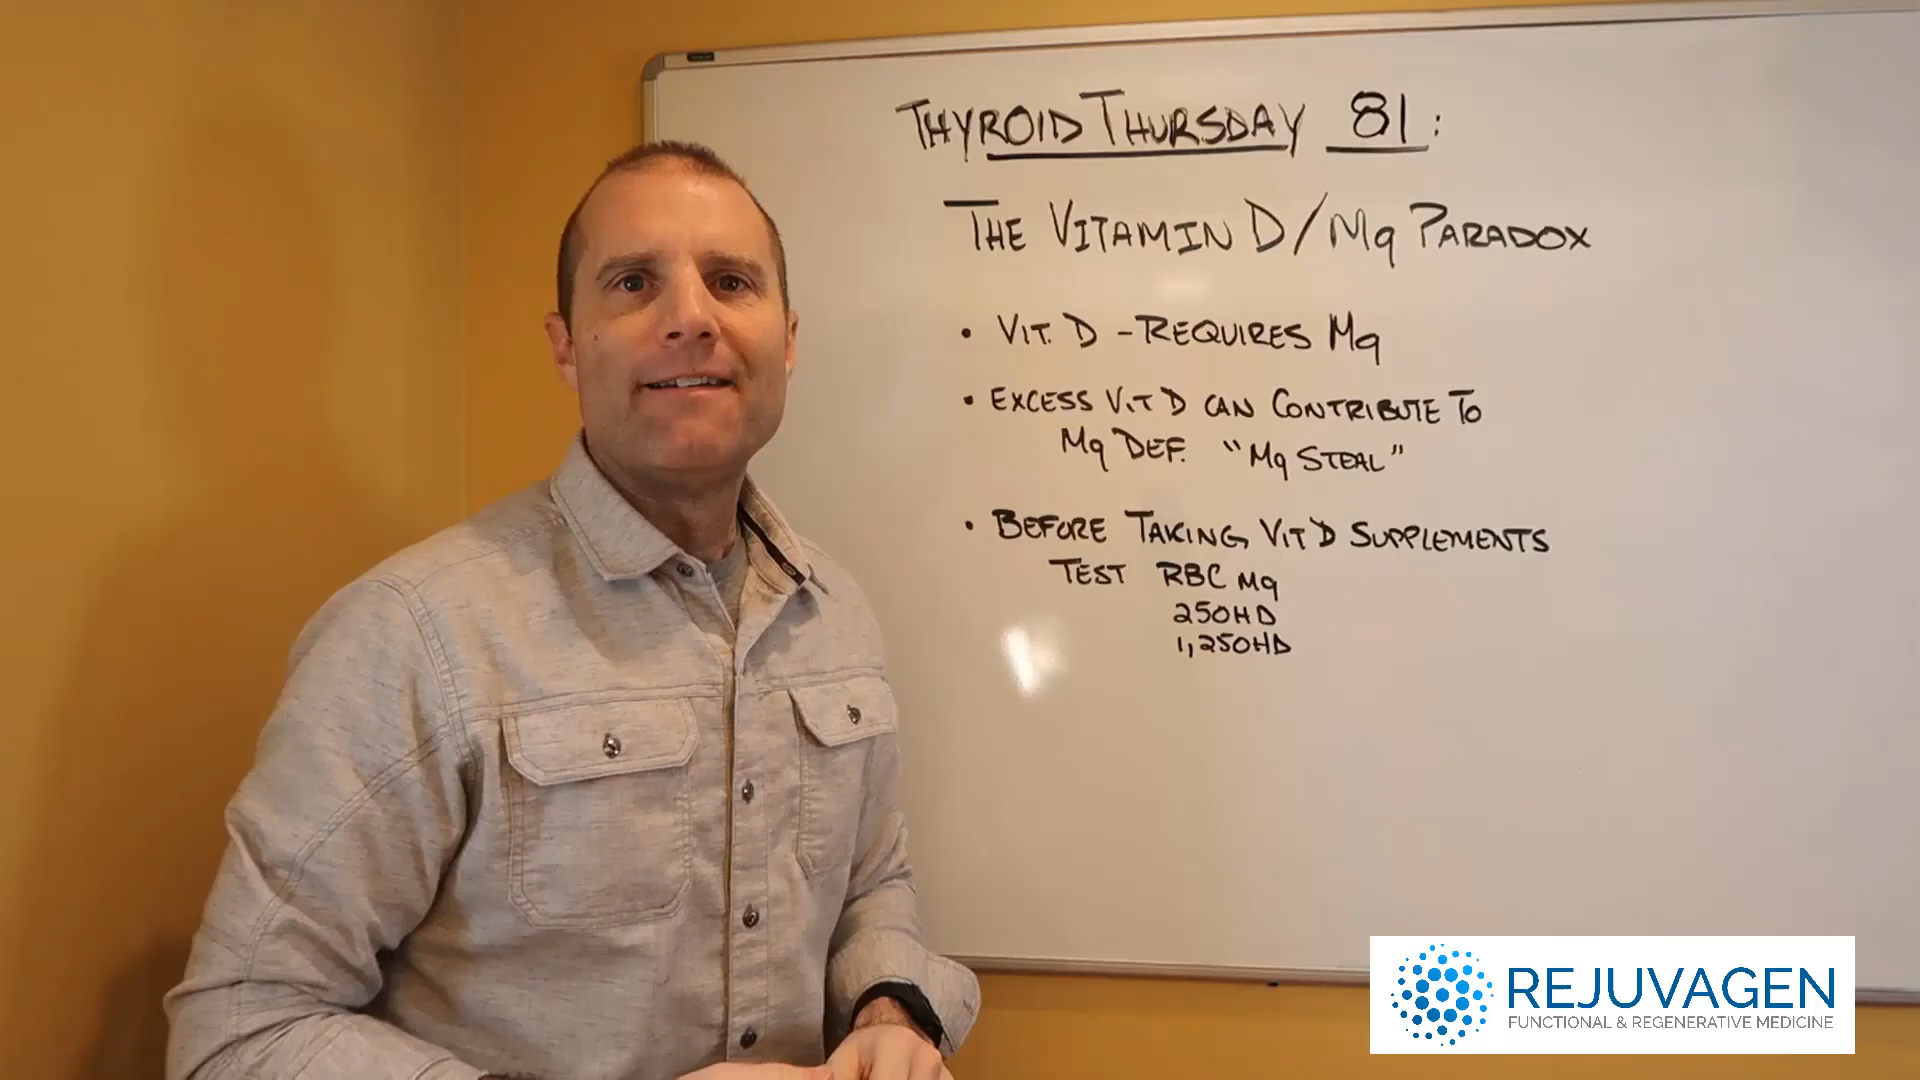 THYROID THURSDAY 81:
THE VITAMIN D/Mg PARADOX
• VIT. D - REQUIRES Mg
• EXCESS VIT D CAN CONTRIBUTE TO
Mg DEF. "Mg STEAL"
• BEFORE TAKING VIT D SUPPLEMENTS
TEST RBC Mg
25OHD
1,25OHD
REJUVAGEN
FUNCTIONAL & REGENERATIVE MEDICINE